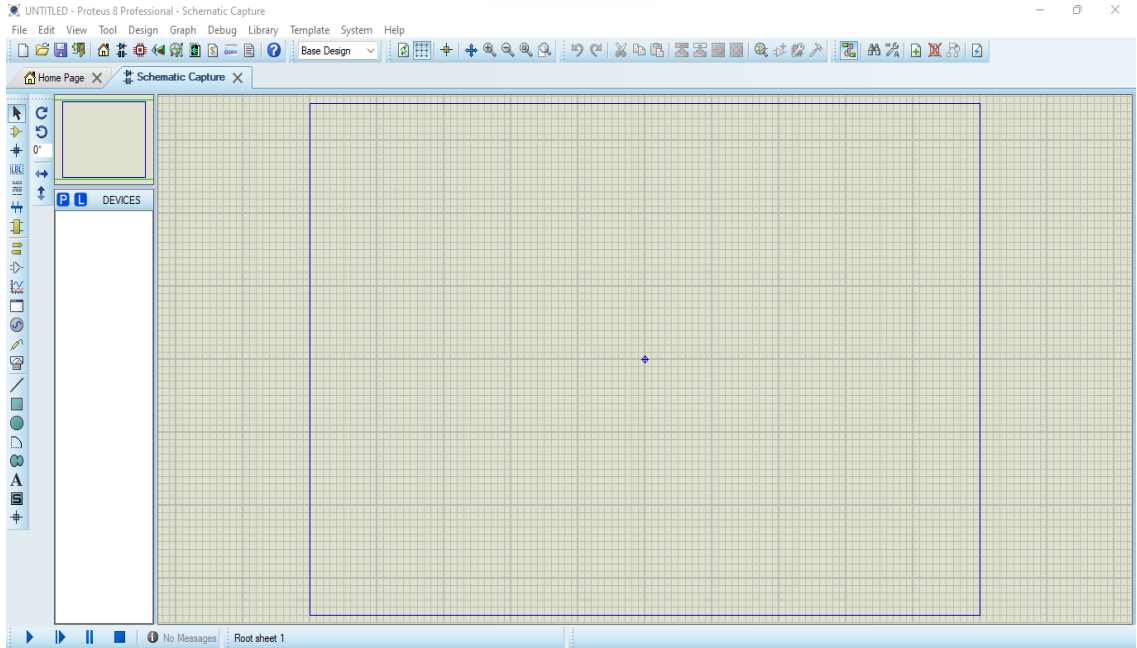 UNTITLED - Proteus 8 Professional - Schematic Capture
File Edit View Tool Design Graph Debug Library Template System Help
Base Design
Home Page Schematic Capture
0°
LBL
P L DEVICES
A
S
No Messages Root sheet 1